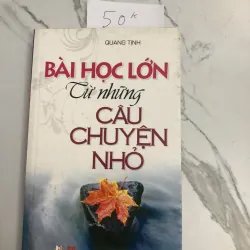 50K
QUANG TỊNH
BÀI HỌC LỚN
Từ những
CÂU
CHUYỆN
NHỎ